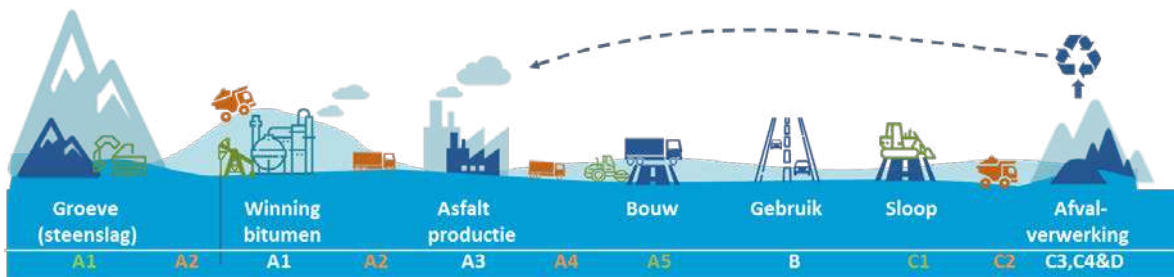 Groeve
(steenslag)
Winning
bitumen
Asfalt
productie
Bouw
Gebruik
Sloop
Afval-
verwerking
A1 A2 A1 A2 A3 A4 A5 B C1 C2 C3,C4&D